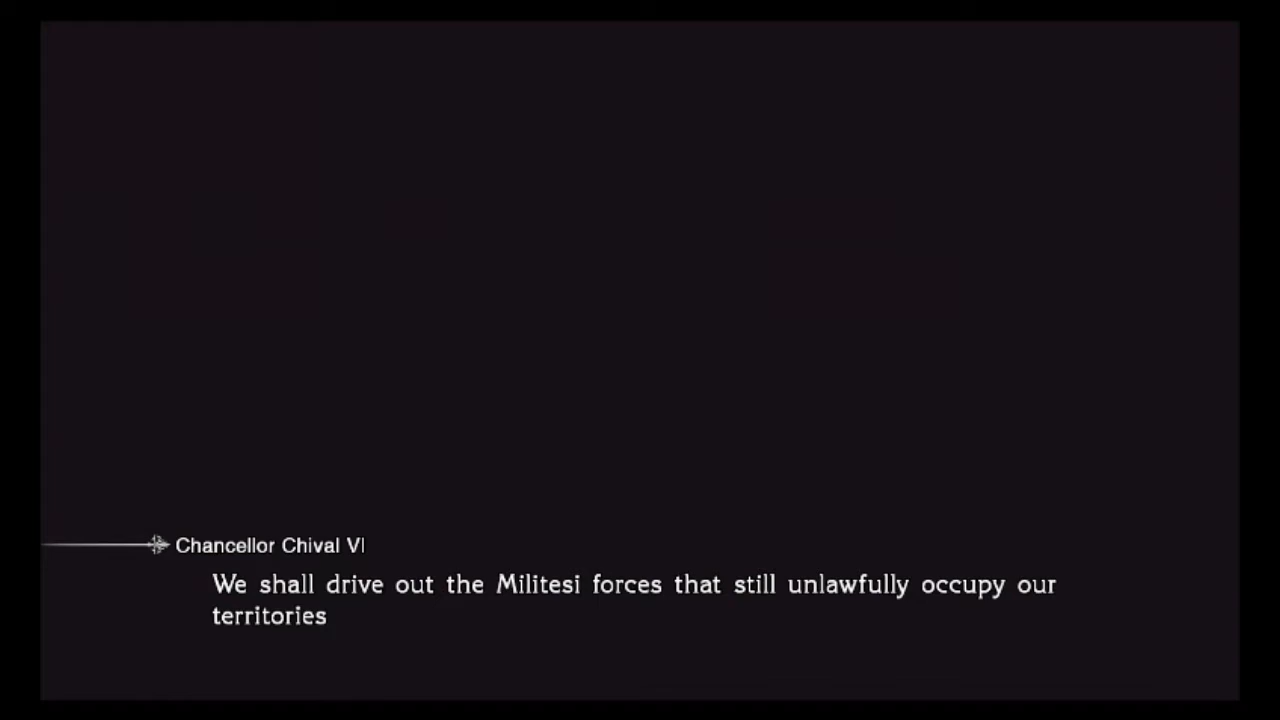 Chancellor Chival VI
We shall drive out the Militesi forces that still unlawfully occupy our
territories